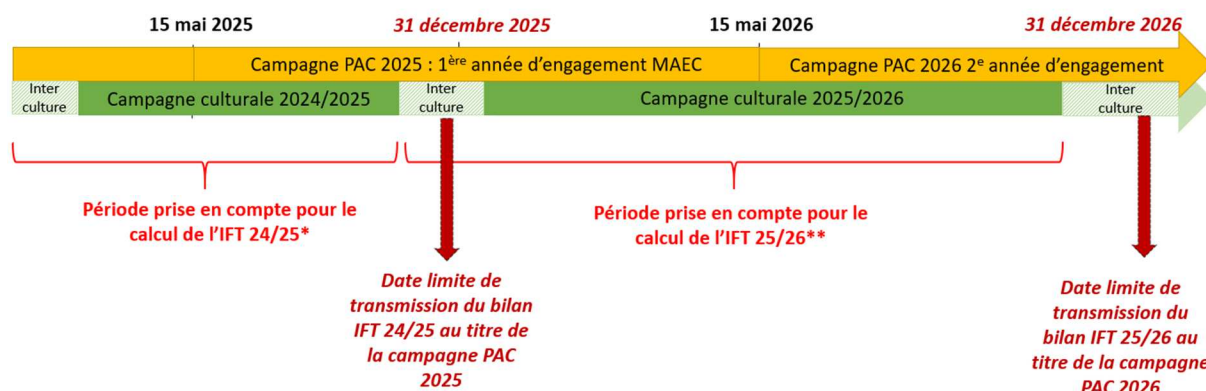 15 mai 2025
31 décembre 2025
15 mai 2026
31 décembre 2026
Campagne PAC 2025 : 1ère année d'engagement MAEC
Campagne PAC 2026 2e année d'engagement
Inter
culture
Campagne culturale 2024/2025
Inter
culture
Campagne culturale 2025/2026
Inter
culture
Période prise en compte pour le
calcul de l'IFT 24/25*
Période prise en compte pour le
calcul de l'IFT 25/26**
Date limite de
transmission du bilan
IFT 24/25 au titre de
la campagne PAC
2025
Date limite de
transmission du
bilan IFT 25/26 au
titre de la campagne
PAC 2026